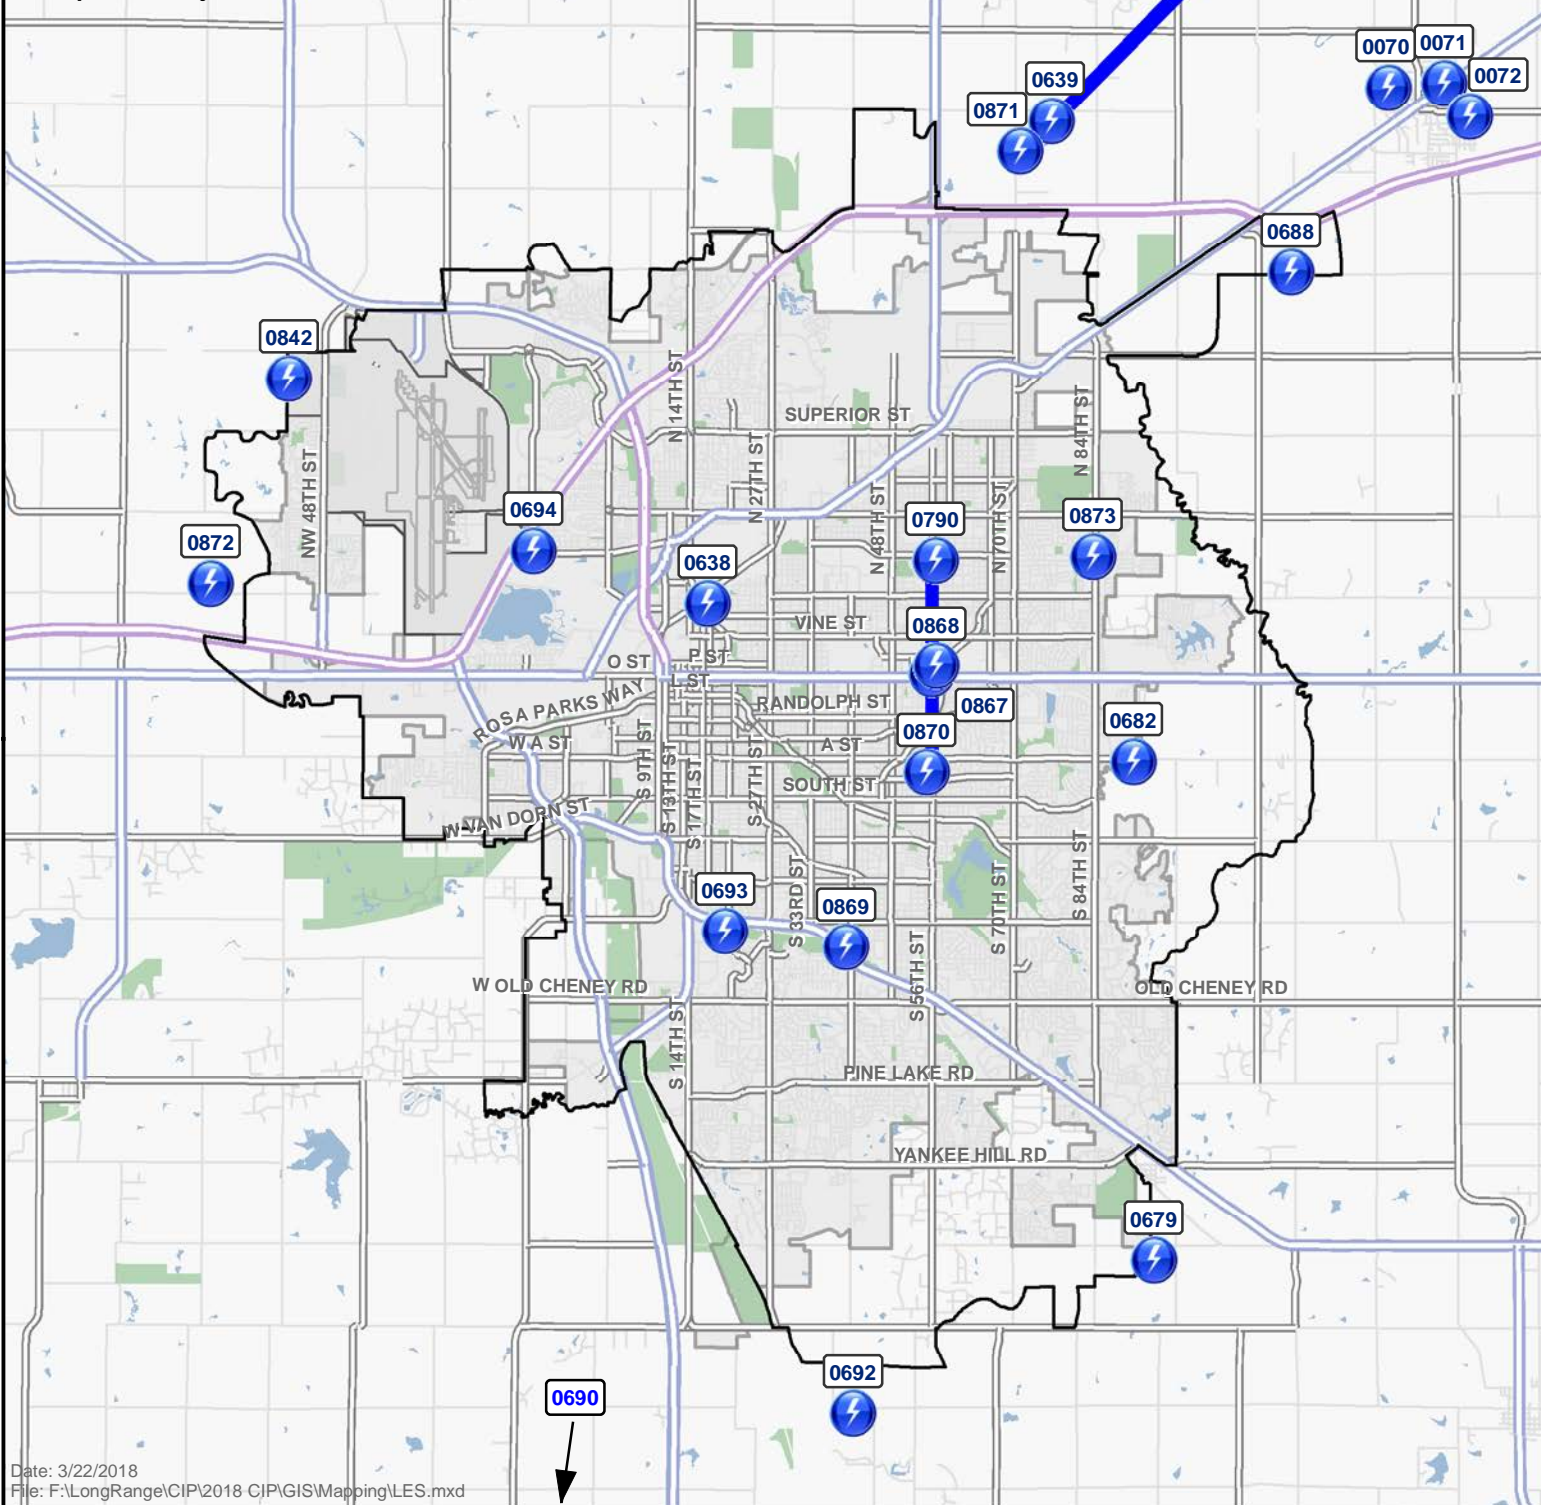 0070
0071
0639
0072
0871
0688
0842
N 14TH ST
SUPERIOR ST
N 84TH ST
N 27TH ST
NW 48TH ST
N 48TH ST
N 70TH ST
0694
0790
0873
0872
0638
VINE ST
0868
O ST
P ST
L ST
ROSA PARKS WAY
RANDOLPH ST
0867
0682
W A ST
S 9TH ST
S 13TH ST
S 17TH ST
S 27TH ST
A ST
0870
SOUTH ST
W VAN DORN ST
S 84TH ST
0693
S 33RD ST
0869
S 70TH ST
S 56TH ST
W OLD CHENEY RD
OLD CHENEY RD
S 14TH ST
PINE LAKE RD
YANKEE HILL RD
0679
0692
0690
Date: 3/22/2018
File: F:\LongRange\CIP\2018 CIP\GIS\Mapping\LES.mxd